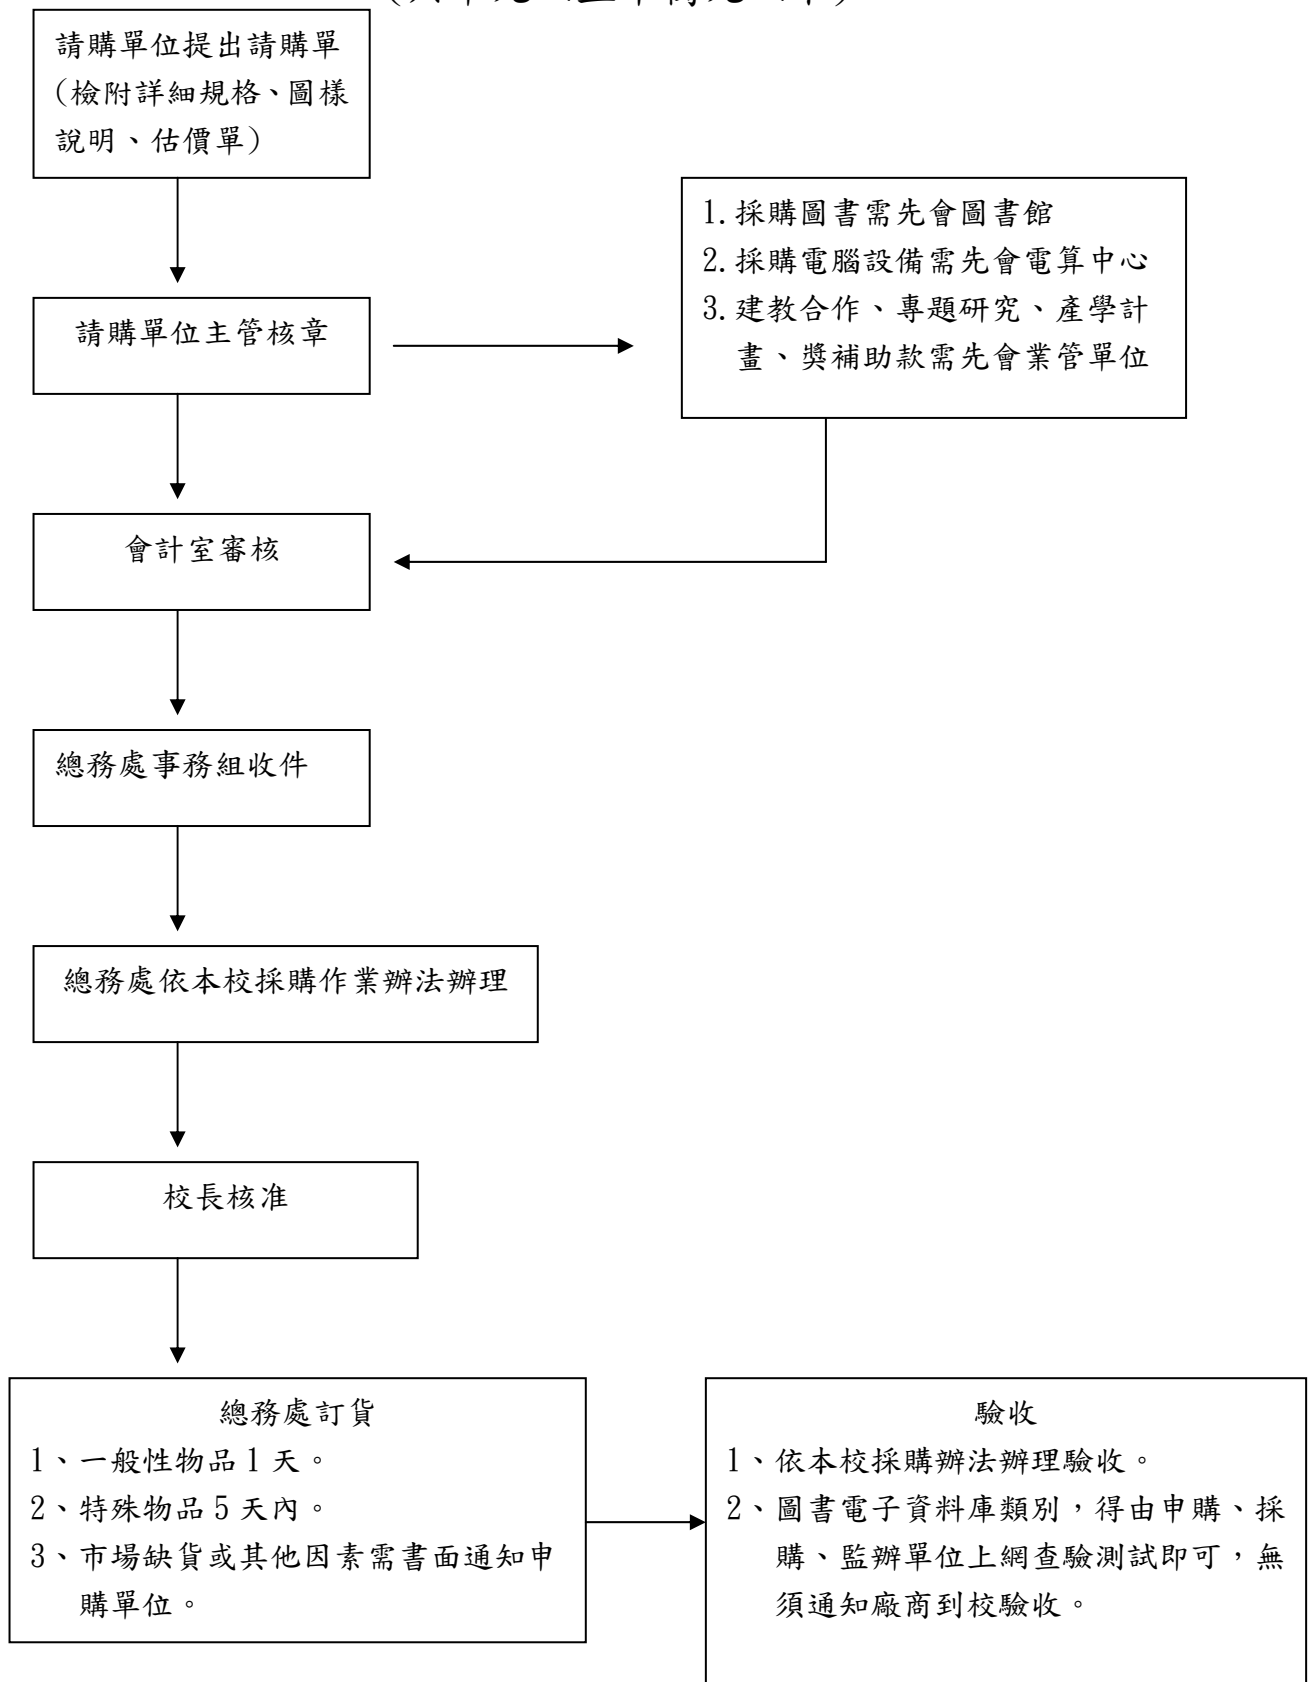 請購單位提出請購單
(檢附詳細規格、圖樣
說明、估價單)
1.採購圖書需先會圖書館
2.採購電腦設備需先會電算中心
3.建教合作、專題研究、產學計
畫、獎補助款需先會業管單位
請購單位主管核章
會計室審核
總務處事務組收件
總務處依本校採購作業辦法辦理
校長核准
總務處訂貨
1、一般性物品1天。
2、特殊物品5天內。
3、市場缺貨或其他因素需書面通知申
購單位。
驗收
1、依本校採購辦法辦理驗收。
2、圖書電子資料庫類別，得由申購、採
購、監辦單位上網查驗測試即可，無
須通知廠商到校驗收。